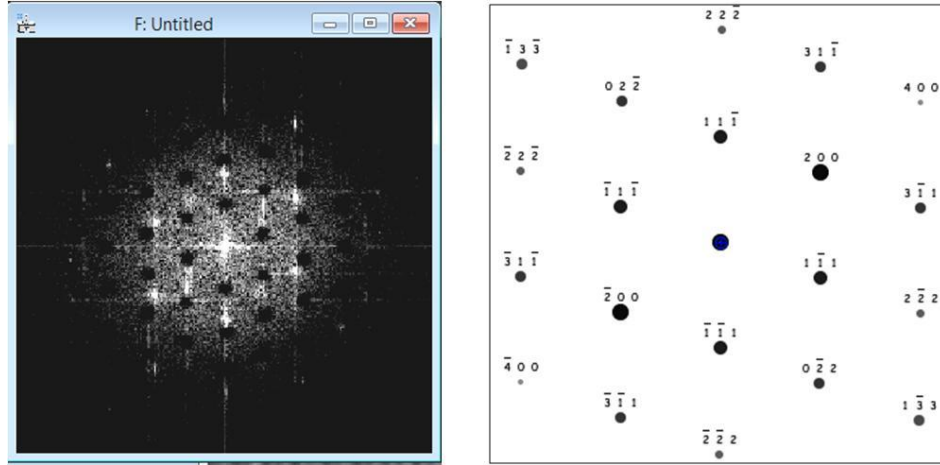 F: Untitled
2 2 2̅
1̅ 3 3̅
3 1 1̅
0 2 2̅
4 0 0
1 1 1̅
2̅ 2 2̅
2 0 0
1̅ 1 1̅
3 1̅ 1
3̅ 1 1̅
1 1̅ 1
2̅ 0 0
2 2̅ 2
1̅ 1̅ 1
4̅ 0 0
0 2̅ 2
3̅ 1̅ 1
1 3̅ 3
2̅ 2̅ 2